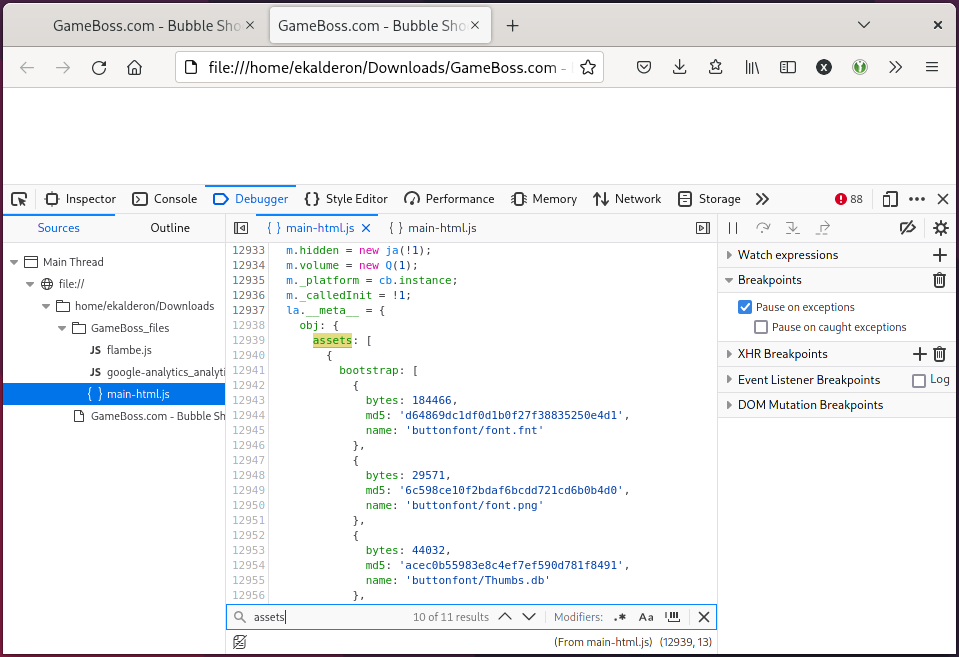 GameBoss.com - Bubble Sho
GameBoss.com - Bubble Sho
file:///home/ekalderon/Downloads/GameBoss.com -
Inspector Console Debugger Style Editor Performance Memory Network Storage 88
Sources Outline
Main Thread
file://
home/ekalderon/Downloads
GameBoss_files
JS flambe.js
JS google-analytics_analyti
{ } main-html.js
GameBoss.com - Bubble Sh
{ } main-html.js { } main-html.js
12933 m.hidden = new ja(!1);
12934 m.volume = new Q(1);
12935 m._platform = cb.instance;
12936 m._calledInit = !1;
12937 la.__meta__ = {
12938 obj: {
12939 assets: [
12940 {
12941 bootstrap: [
12942 {
12943 bytes: 184466,
12944 md5: 'd64869dc1df0d1b0f27f38835250e4d1',
12945 name: 'buttonfont/font.fnt'
12946 },
12947 {
12948 bytes: 29571,
12949 md5: '6c598ce10f2bdaf6bcdd721cd6b0b4d0',
12950 name: 'buttonfont/font.png'
12951 },
12952 {
12953 bytes: 44032,
12954 md5: 'acec0b55983e8c4ef7ef590d781f8491',
12955 name: 'buttonfont/Thumbs.db'
12956 },
assets 10 of 11 results Modifiers: .* Aa
(From main-html.js) (12939, 13)
Watch expressions
Breakpoints
Pause on exceptions
Pause on caught exceptions
XHR Breakpoints
Event Listener Breakpoints Log
DOM Mutation Breakpoints